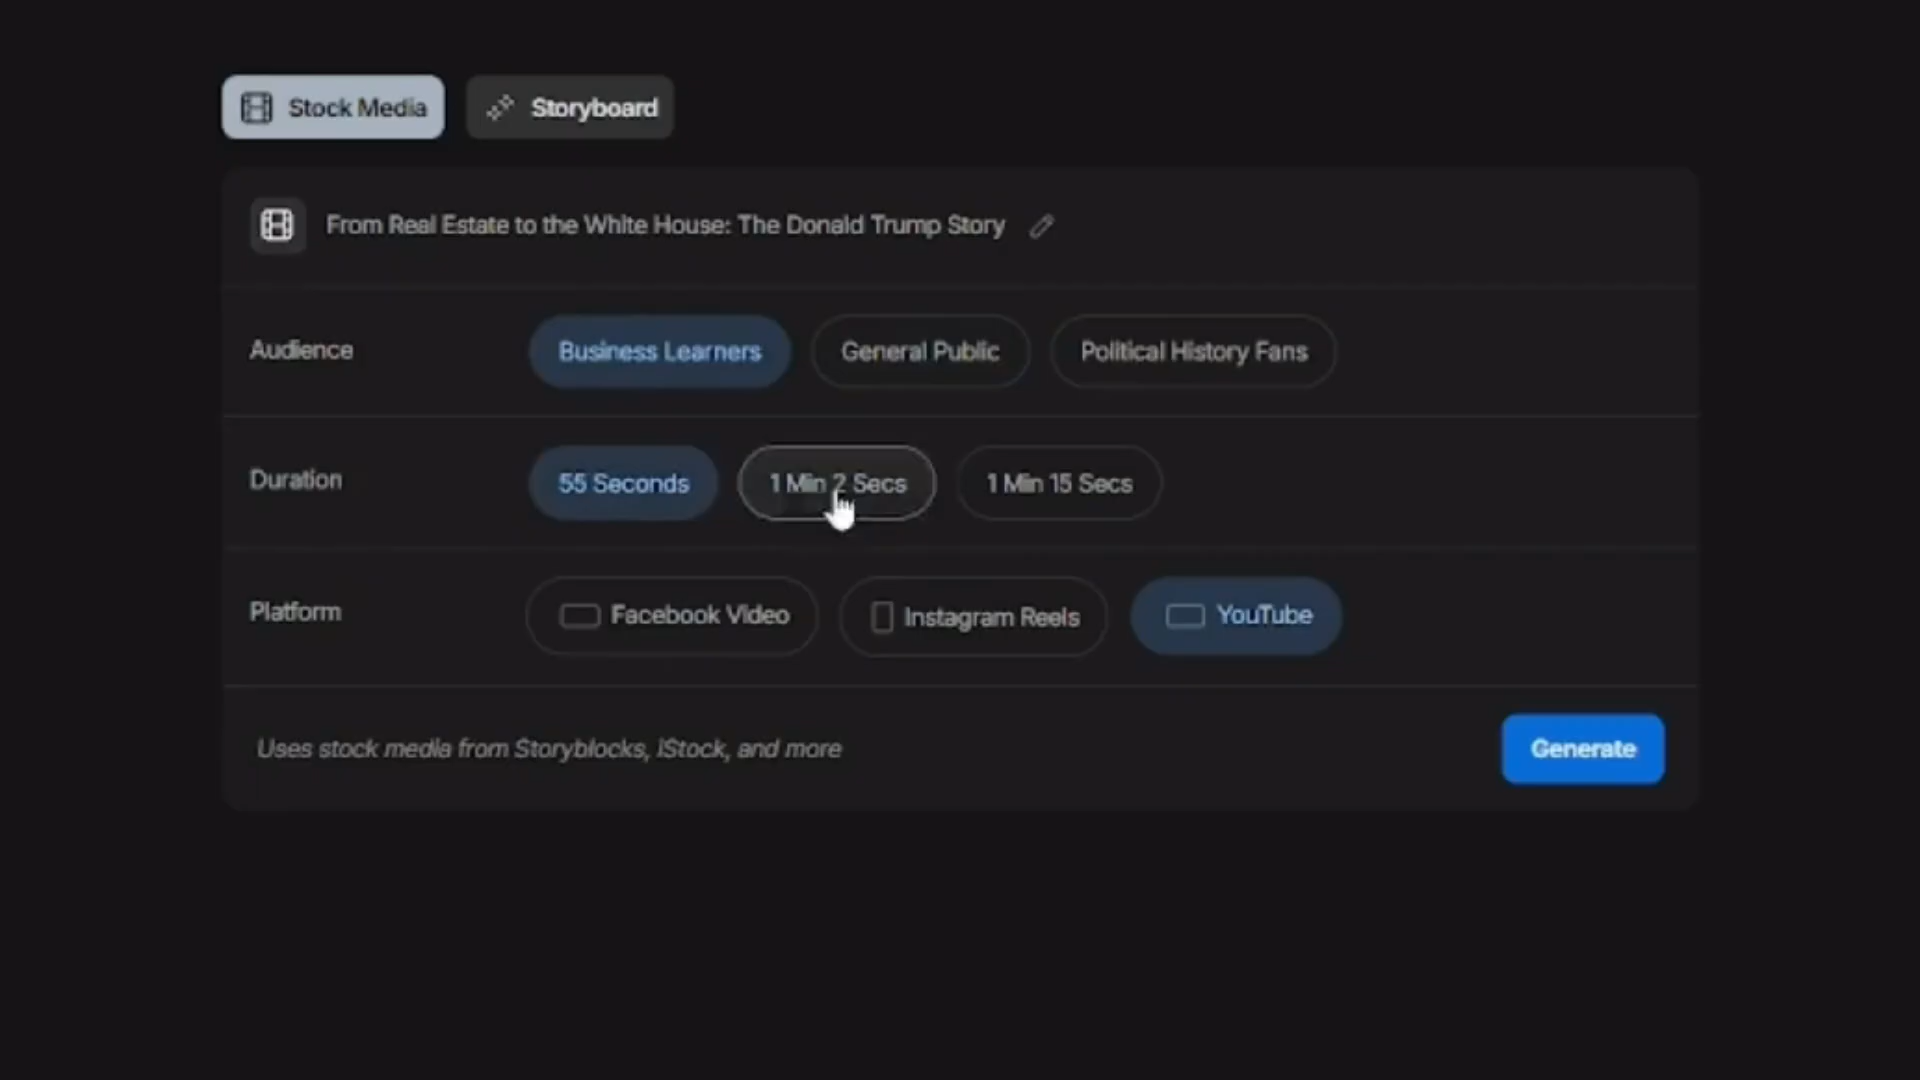 Stock Media Storyboard
From Real Estate to the White House: The Donald Trump Story
Audience Business Learners General Public Political History Fans
Duration 55 Seconds 1 Min 2 Secs 1 Min 15 Secs
Platform Facebook Video Instagram Reels YouTube
Uses stock media from Storyblocks, iStock, and more Generate